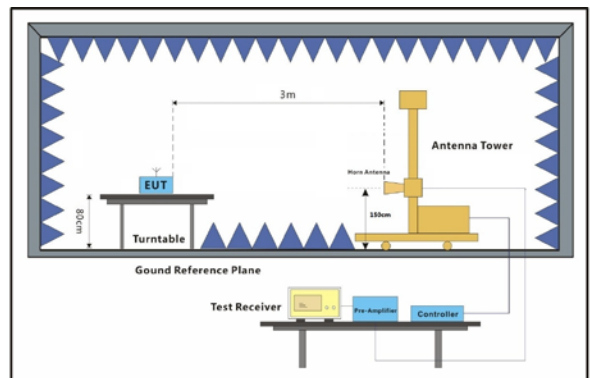 3m
Antenna Tower
Horn Antenna
EUT
80cm
150cm
Turntable
Gound Reference Plane
Test Receiver
Pre-Amplifier
Controller